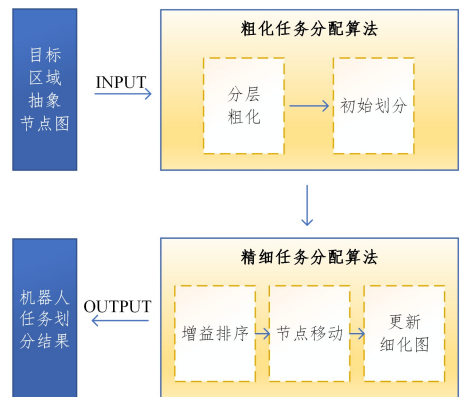 目标
区域
抽象
节点图
INPUT
粗化任务分配算法
分层
粗化
初始划分
机器人
任务划
分结果
OUTPUT
精细任务分配算法
增益排序
节点移动
更新
细化图